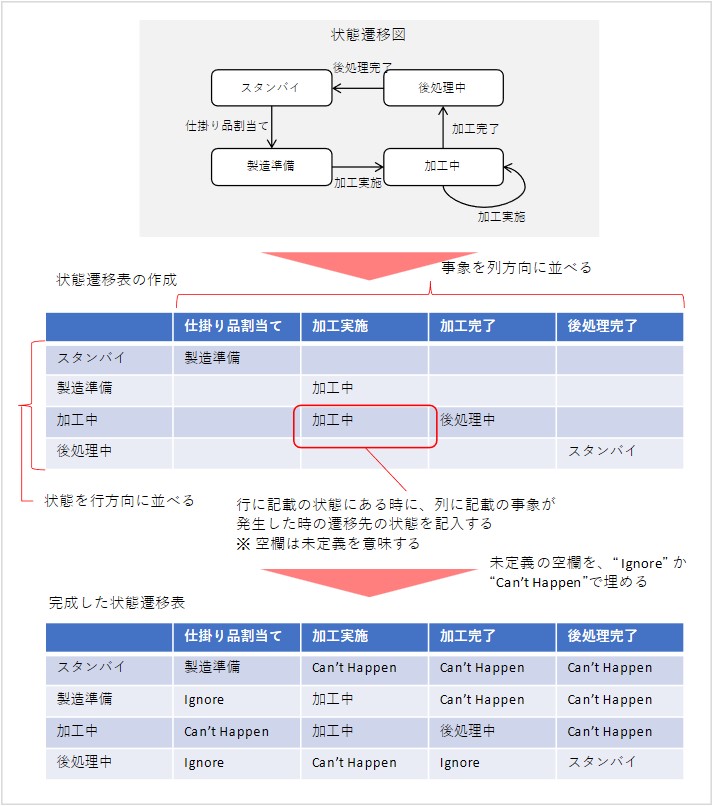 状態遷移図
後処理完了
スタンバイ
後処理中
仕掛り品割当て
加工完了
製造準備
加工中
加工実施
加工実施
事象を列方向に並べる
状態遷移表の作成
仕掛り品割当て 加工実施 加工完了 後処理完了
スタンバイ 製造準備
製造準備 加工中
加工中 加工中 後処理中
後処理中 スタンバイ
状態を行方向に並べる
行に記載の状態にある時に、列に記載の事象が
発生した時の遷移先の状態を記入する
※ 空欄は未定義を意味する
未定義の空欄を、“Ignore” か
“Can’t Happen”で埋める
完成した状態遷移表
仕掛り品割当て 加工実施 加工完了 後処理完了
スタンバイ 製造準備 Can’t Happen Can’t Happen Can’t Happen
製造準備 Ignore 加工中 Can’t Happen Can’t Happen
加工中 Can’t Happen 加工中 後処理中 Can’t Happen
後処理中 Ignore Can’t Happen Ignore スタンバイ